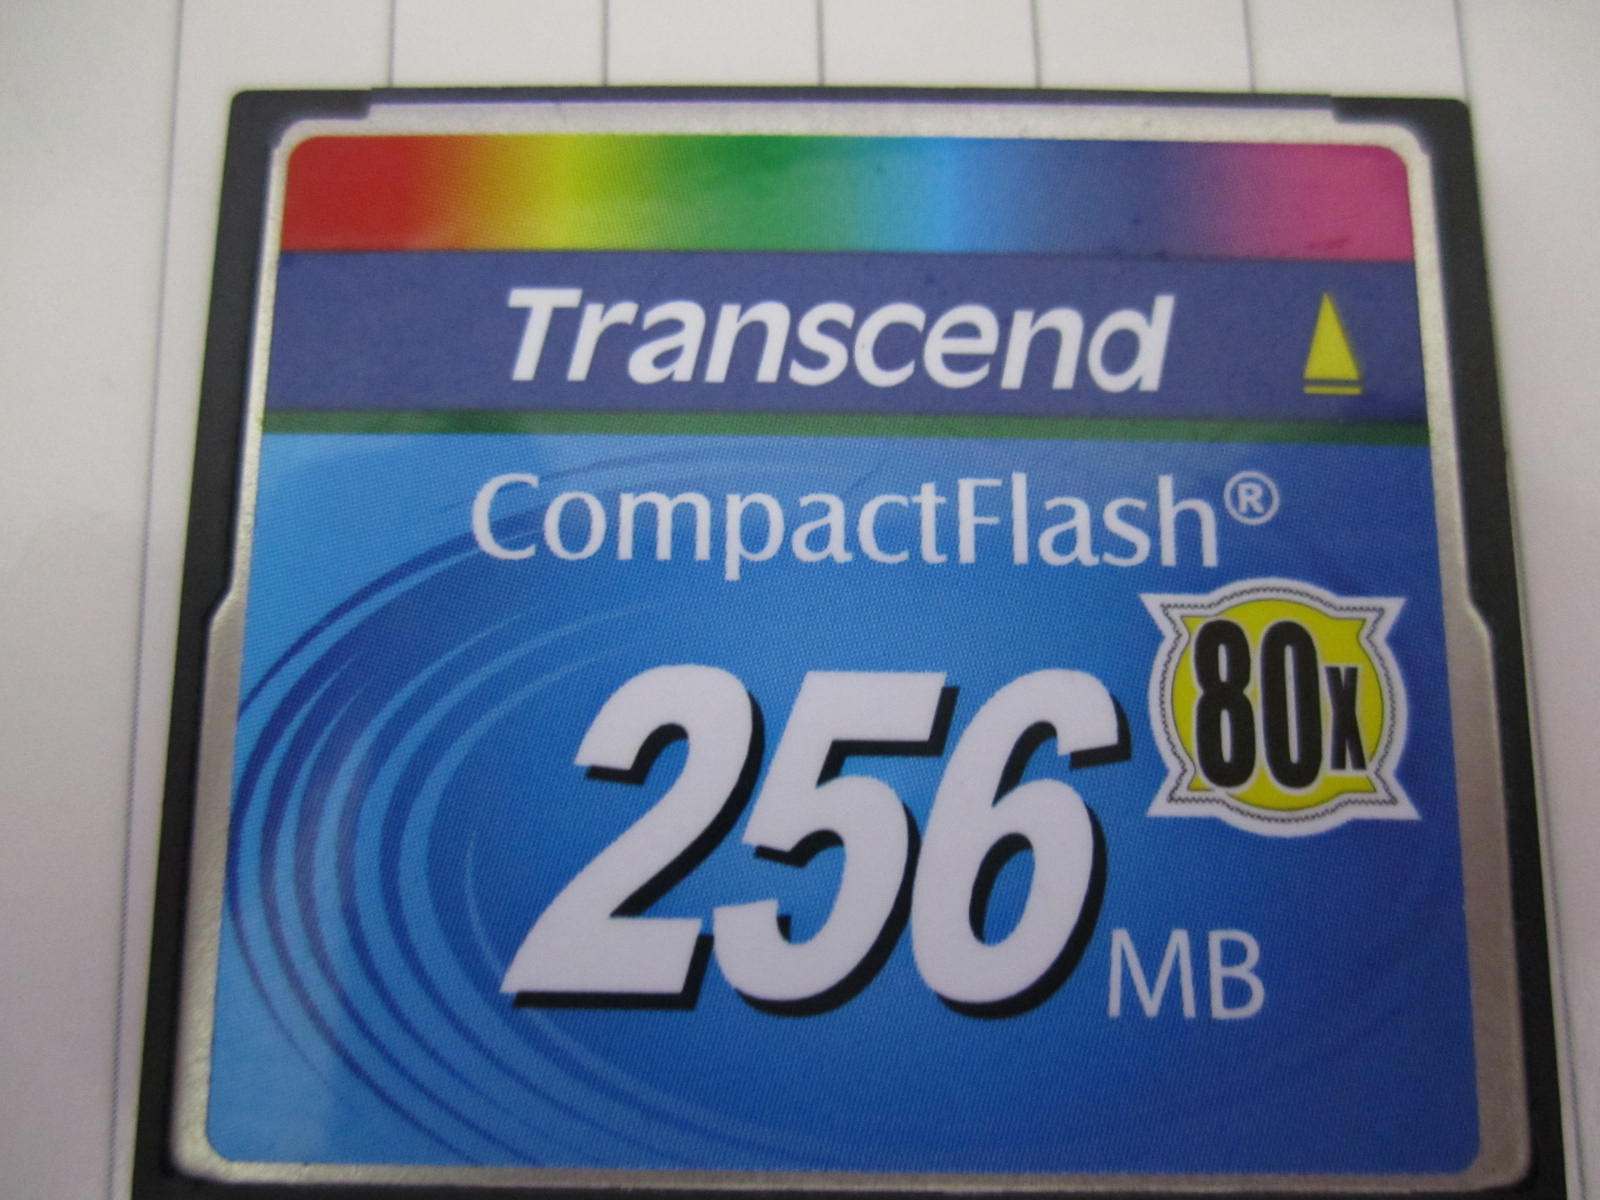 Transcend
CompactFlash®
80x
256 MB